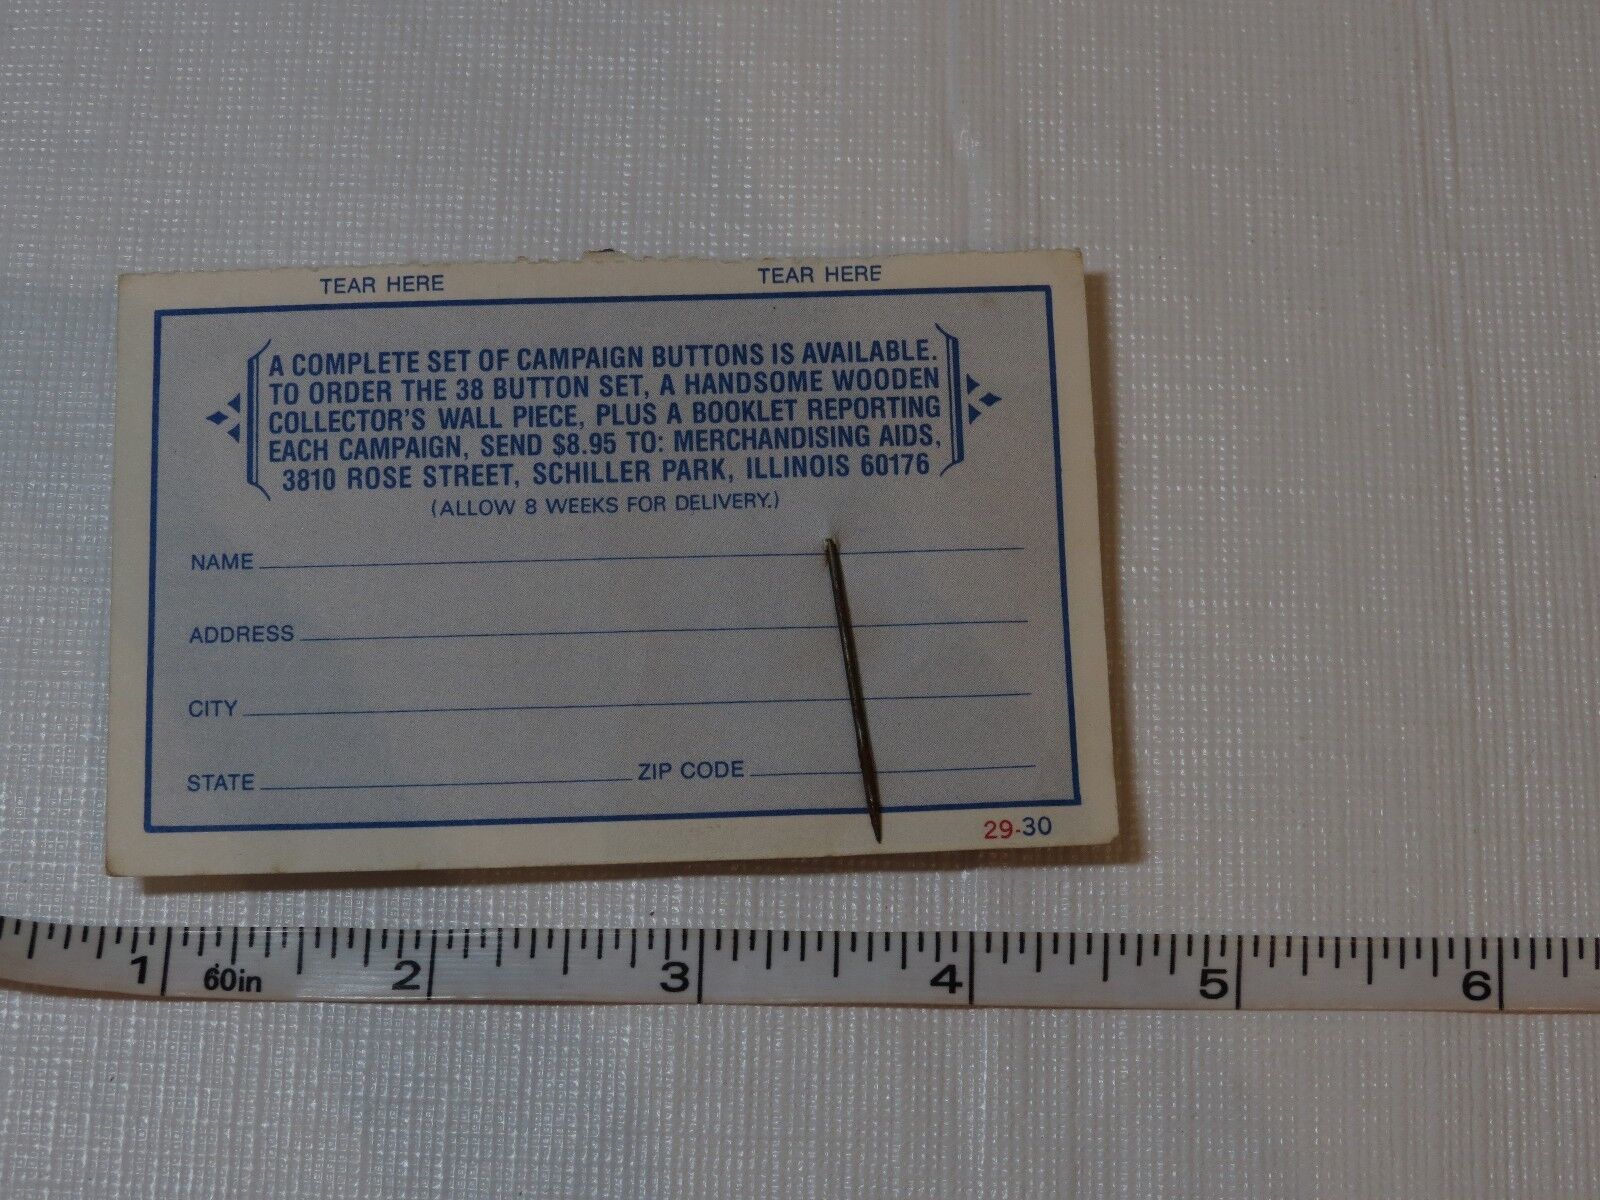 TEAR HERE TEAR HERE
A COMPLETE SET OF CAMPAIGN BUTTONS IS AVAILABLE.
TO ORDER THE 38 BUTTON SET, A HANDSOME WOODEN
COLLECTOR'S WALL PIECE, PLUS A BOOKLET REPORTING
EACH CAMPAIGN, SEND $8.95 TO: MERCHANDISING AIDS,
3810 ROSE STREET, SCHILLER PARK, ILLINOIS 60176
(ALLOW 8 WEEKS FOR DELIVERY.)
NAME
ADDRESS
CITY
STATE ZIP CODE
29-30
1 60in 2 3 4 5 6